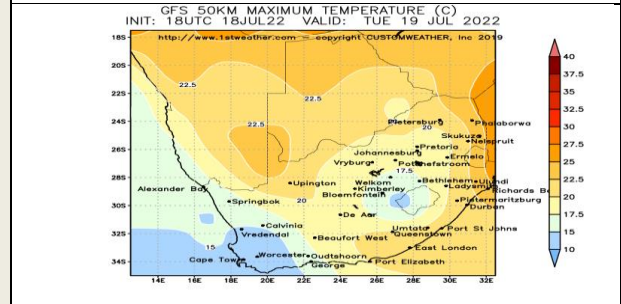 GFS 50KM MAXIMUM TEMPERATURE (C)
INIT: 18UTC 18JUL22 VALID: TUE 19 JUL 2022
http://www.1stweather.com — copyright CUSTOMWEATHER, Inc 2019
18S
20S
22S
24S
26S
28S
30S
32S
34S
22.5
22.5
22.5
Pietersburg
Phalaborwa
20
Skukuza
Nelspruit
Pretoria
Johannesburg
Ermelo
Vryburg
Potchefstroom
17.5
Welkom
Bethlehem
Ulundi
Alexander Bay
Upington
Kimberley
Ladysmith
Richards B
Bloemfontein
Springbok
20
Pietermaritzburg
Durban
De Aar
Calvinia
Umtata
Port St Johns
Vredendal
Queenstown
15
Beaufort West
East London
Worcester
Oudtshoorn
Cape Town
George
Port Elizabeth
14E 16E 18E 20E 22E 24E 26E 28E 30E 32E
40
37.5
35
32.5
30
27.5
25
22.5
20
17.5
15
10